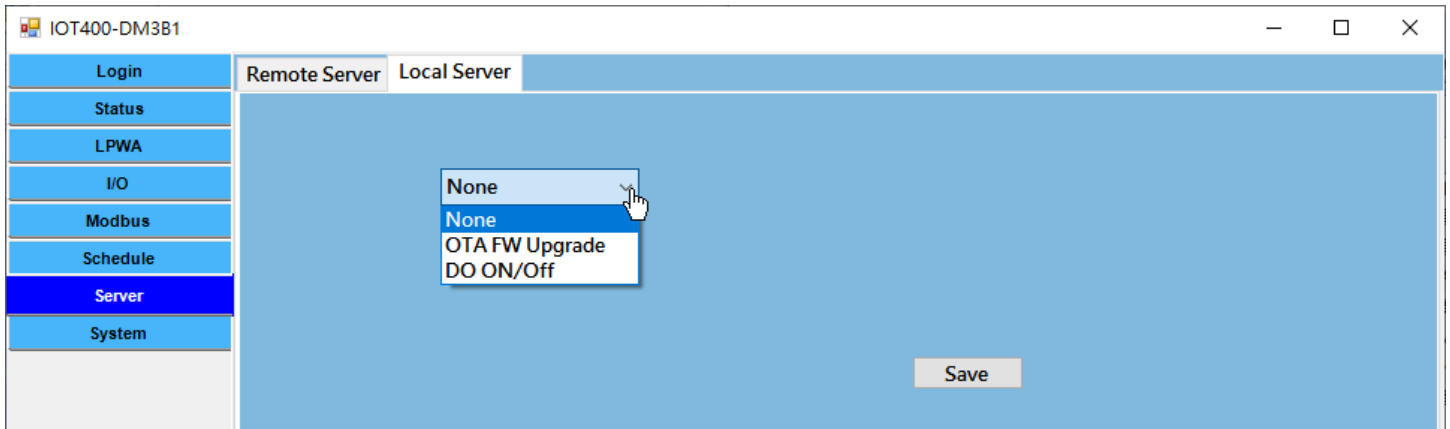 IOT400-DM3B1
Login
Status
LPWA
I/O
Modbus
Schedule
Server
System
Remote Server
Local Server
None
None
OTA FW Upgrade
DO ON/Off
Save